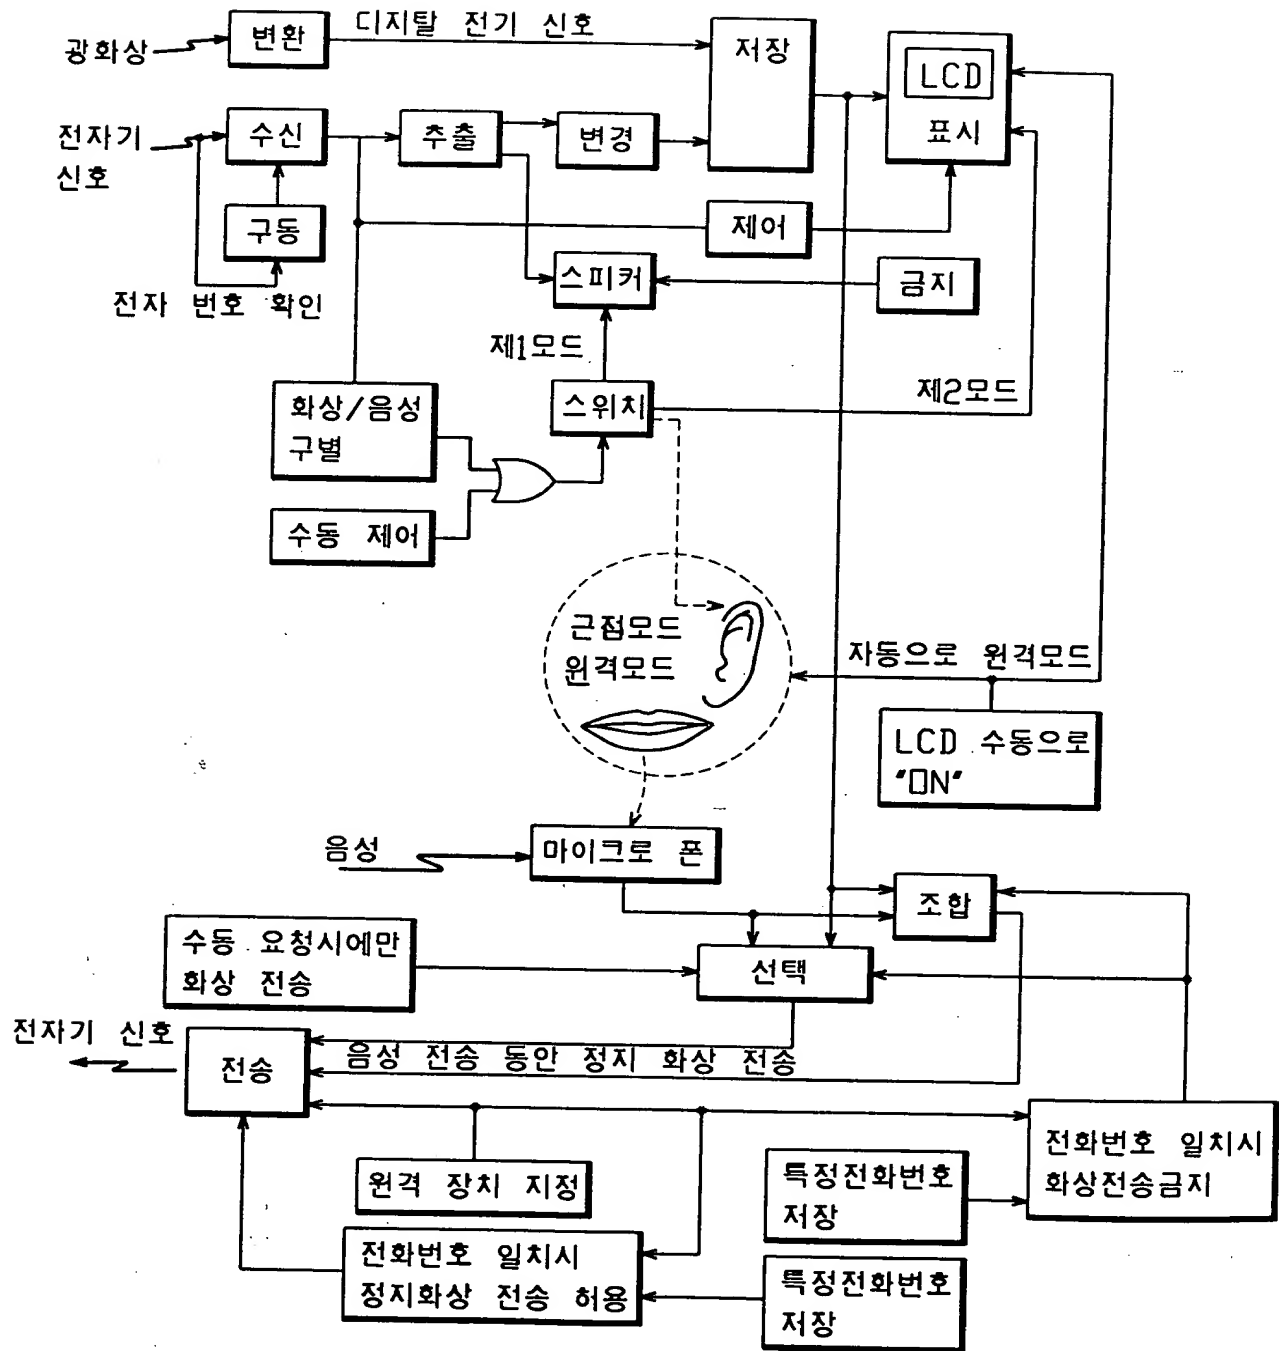 광화상
변환
디지탈 전기 신호
저장
LCD
표시
전자기
신호
수신
추출
변경
구동
제어
전자 번호 확인
스피커
금지
제1모드
제2모드
화상/음성
구별
스위치
수동 제어
근접모드
원격모드
자동으로 원격모드
LCD 수동으로
"ON"
음성
마이크로 폰
조합
수동 요청시에만
화상 전송
선택
전자기 신호
전송
음성 전송 동안 정지 화상 전송
원격 장치 지정
특정전화번호
저장
전화번호 일치시
화상전송금지
전화번호 일치시
정지화상 전송 허용
특정전화번호
저장